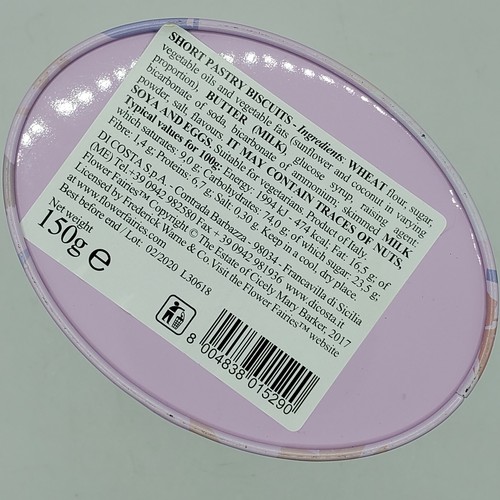 SHORT PASTRY BISCUITS - Ingredients: WHEAT flour, sugar,
vegetable oils and vegetable fats (sunflower and coconut in varying
proportion), BUTTER (MILK), glucose syrup, raising agent:
bicarbonate of soda, bicarbonate of ammonium; skimmed MILK
powder, salt, flavours. IT MAY CONTAIN TRACES OF NUTS,
SOYA AND EGGS. Suitable for vegetarians. Product of Italy.
Typical values for 100g: Energy: 1994 kJ - 474 kcal; Fat: 16.5 g; of
which saturates: 9.0 g; Carbohydrates: 74.0 g; of which sugar: 23.5 g;
Fibre: 1.4 g; Proteins: 6,7 g; Salt: 0.30 g. Keep in a cool, dry place.
DI COSTA S.p.A. - Contrada Barbazza - 98034 - Francavilla di Sicilia
(ME) Tel.+39 0942 982580/Fax + 39 0942 981936 www.dicosta.it
Flower Fairies™ Copyright © The Estate of Cicely Mary Barker, 2017
Licensed by Frederick Warne & Co.Visit the Flower Fairies™ website
at www.flowerfairies.com
Best before end / Lot: 02/2020 L30618
Net weight
150g e
8 004838 015290